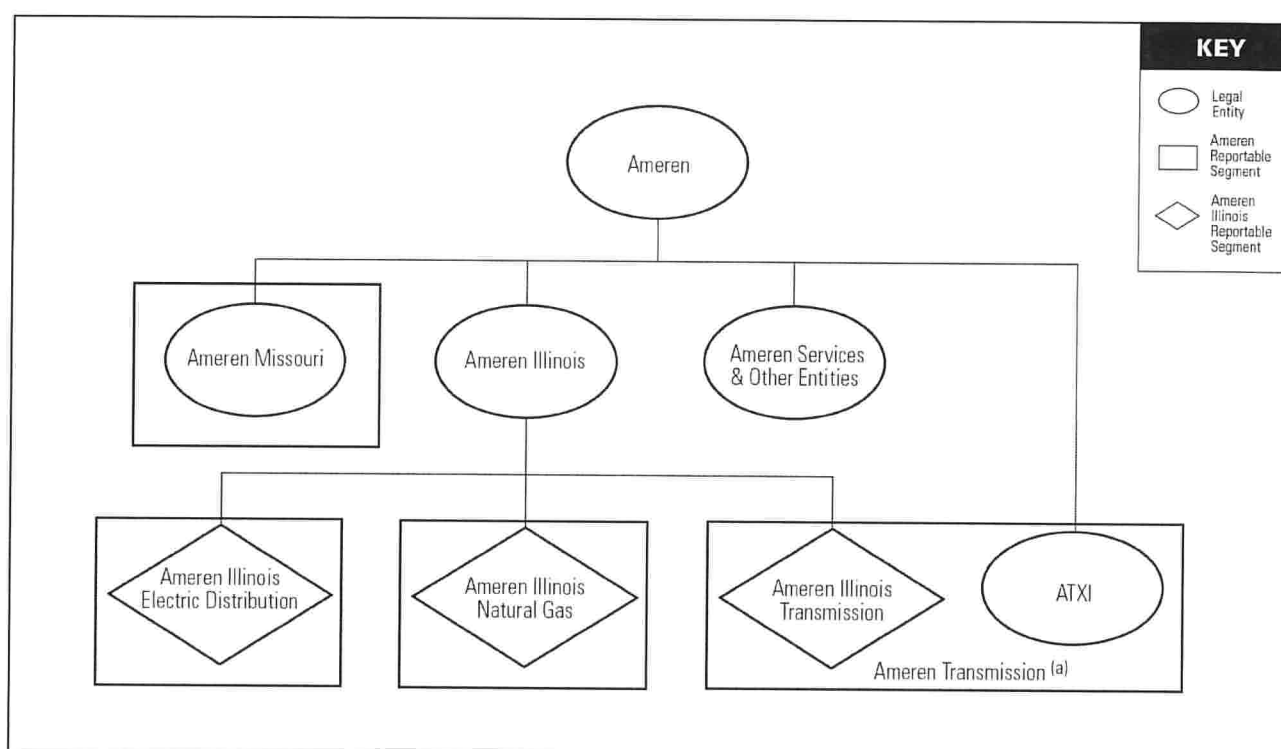 KEY
Legal
Entity
Ameren
Reportable
Segment
Ameren
Illinois
Reportable
Segment
Ameren
Ameren Missouri
Ameren Illinois
Ameren Services
& Other Entities
Ameren Illinois
Electric Distribution
Ameren Illinois
Natural Gas
Ameren Illinois
Transmission
ATXI
Ameren Transmission (a)